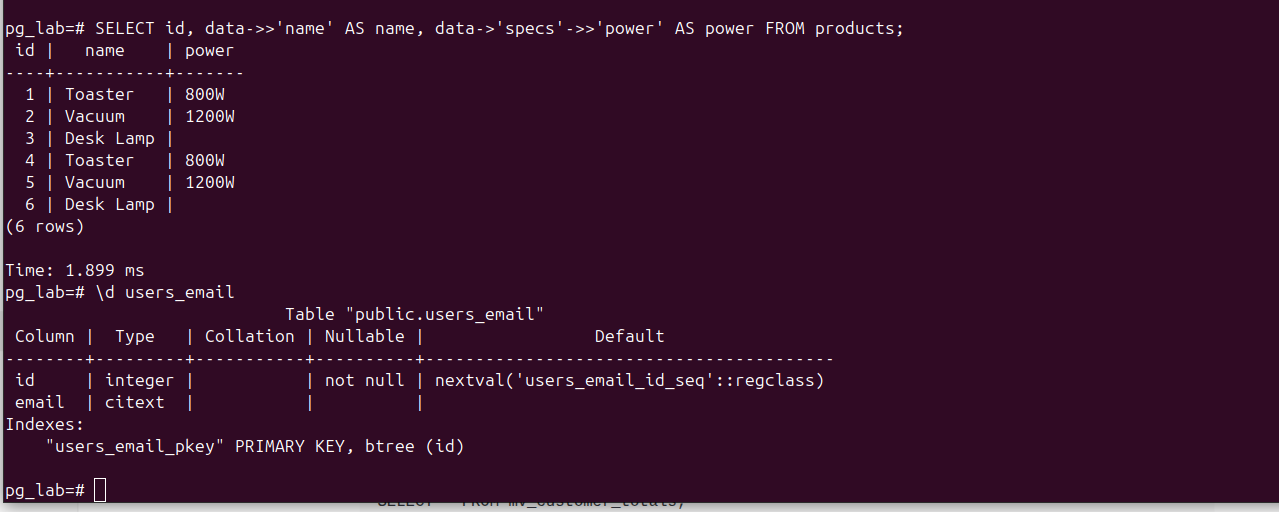 pg_lab=# SELECT id, data->>'name' AS name, data->'specs'->>'power' AS power FROM products;
 id |   name    | power
----+-----------+-------
  1 | Toaster   | 800W
  2 | Vacuum    | 1200W
  3 | Desk Lamp |
  4 | Toaster   | 800W
  5 | Vacuum    | 1200W
  6 | Desk Lamp |
(6 rows)

Time: 1.899 ms
pg_lab=# \d users_email
                            Table "public.users_email"
 Column |  Type   | Collation | Nullable |                 Default
--------+---------+-----------+----------+-----------------------------------------
 id     | integer |           | not null | nextval('users_email_id_seq'::regclass)
 email  | citext  |           |          |
Indexes:
    "users_email_pkey" PRIMARY KEY, btree (id)

pg_lab=#